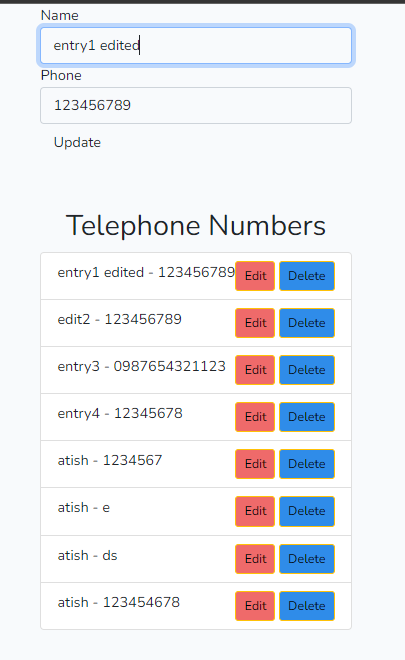 Name
entry1 edited
Phone
123456789
Update
Telephone Numbers
entry1 edited - 123456789 Edit Delete
edit2 - 123456789 Edit Delete
entry3 - 0987654321123 Edit Delete
entry4 - 12345678 Edit Delete
atish - 1234567 Edit Delete
atish - e Edit Delete
atish - ds Edit Delete
atish - 123454678 Edit Delete